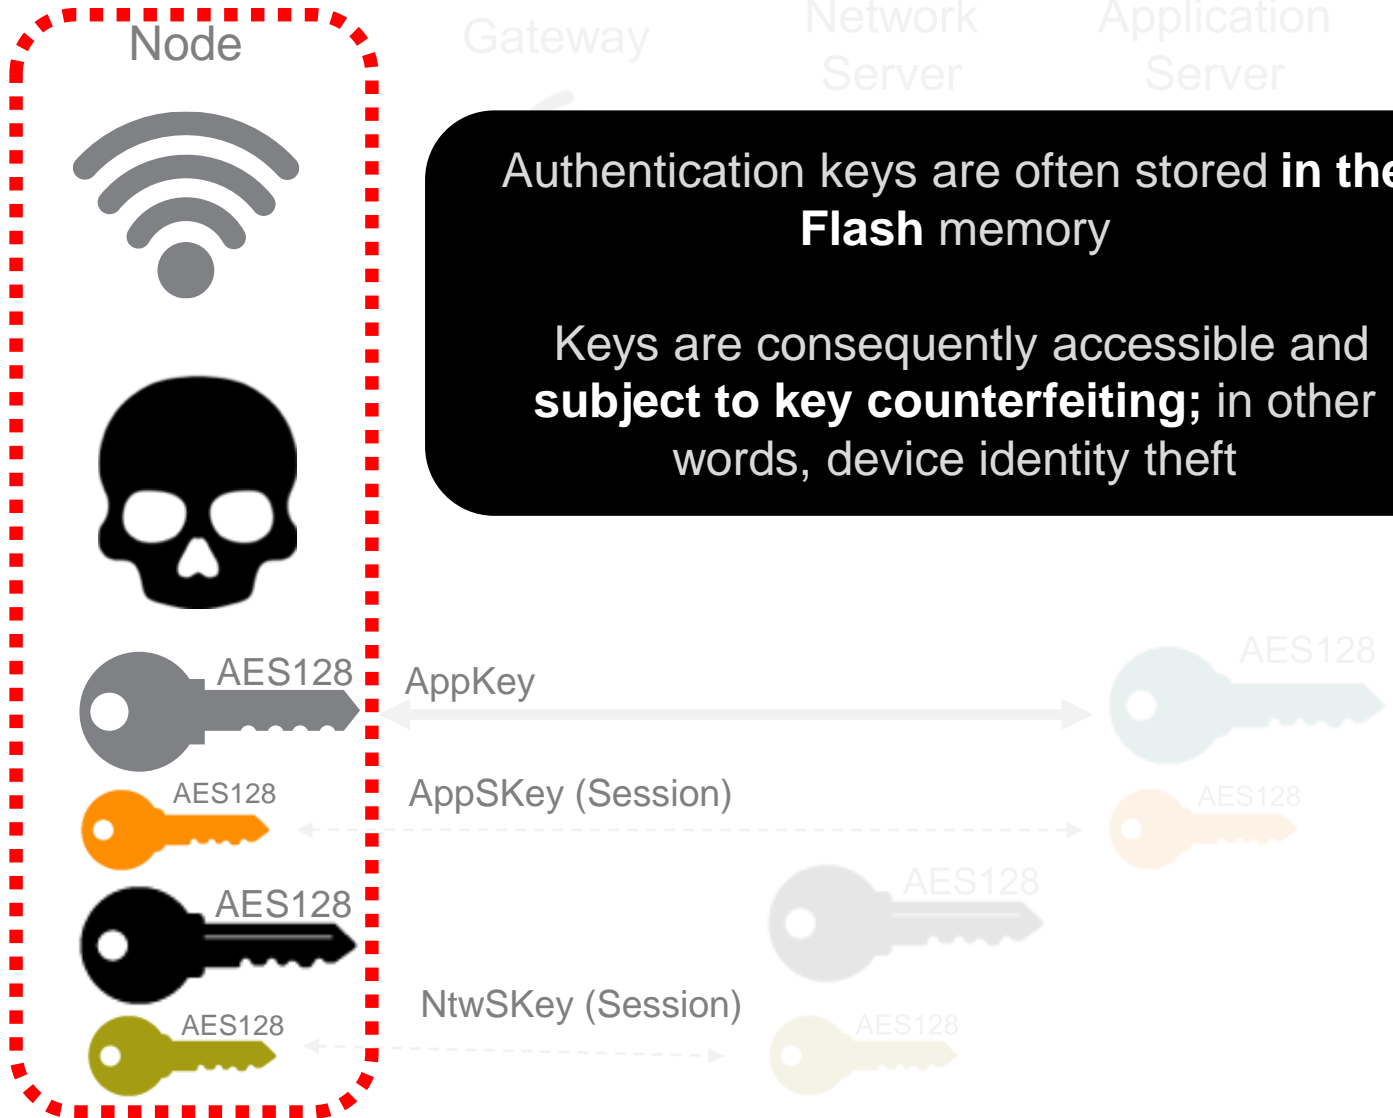 Node
Gateway
Network
Server
Application
Server
Authentication keys are often stored in the
Flash memory
Keys are consequently accessible and
subject to key counterfeiting; in other
words, device identity theft
AES128
AppKey
AES128
AES128
AppSKey (Session)
AES128
AES128
AES128
NtwSKey (Session)
AES128
AES128